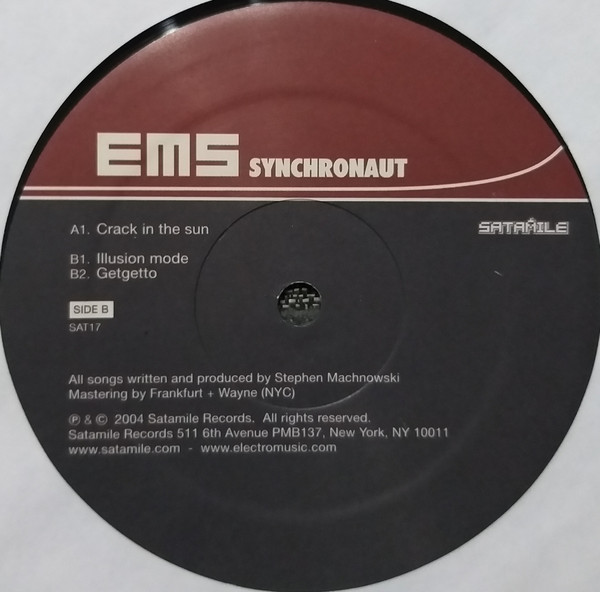 EMS SYNCHRONAUT
A1. Crack in the sun
SATAMILE
B1. Illusion mode
B2. Getgetto
SIDE B
SAT17
All songs written and produced by Stephen Machnowski
Mastering by Frankfurt + Wayne (NYC)
℗ & © 2004 Satamile Records. All rights reserved.
Satamile Records 511 6th Avenue PMB137, New York, NY 10011
www.satamile.com - www.electromusic.com